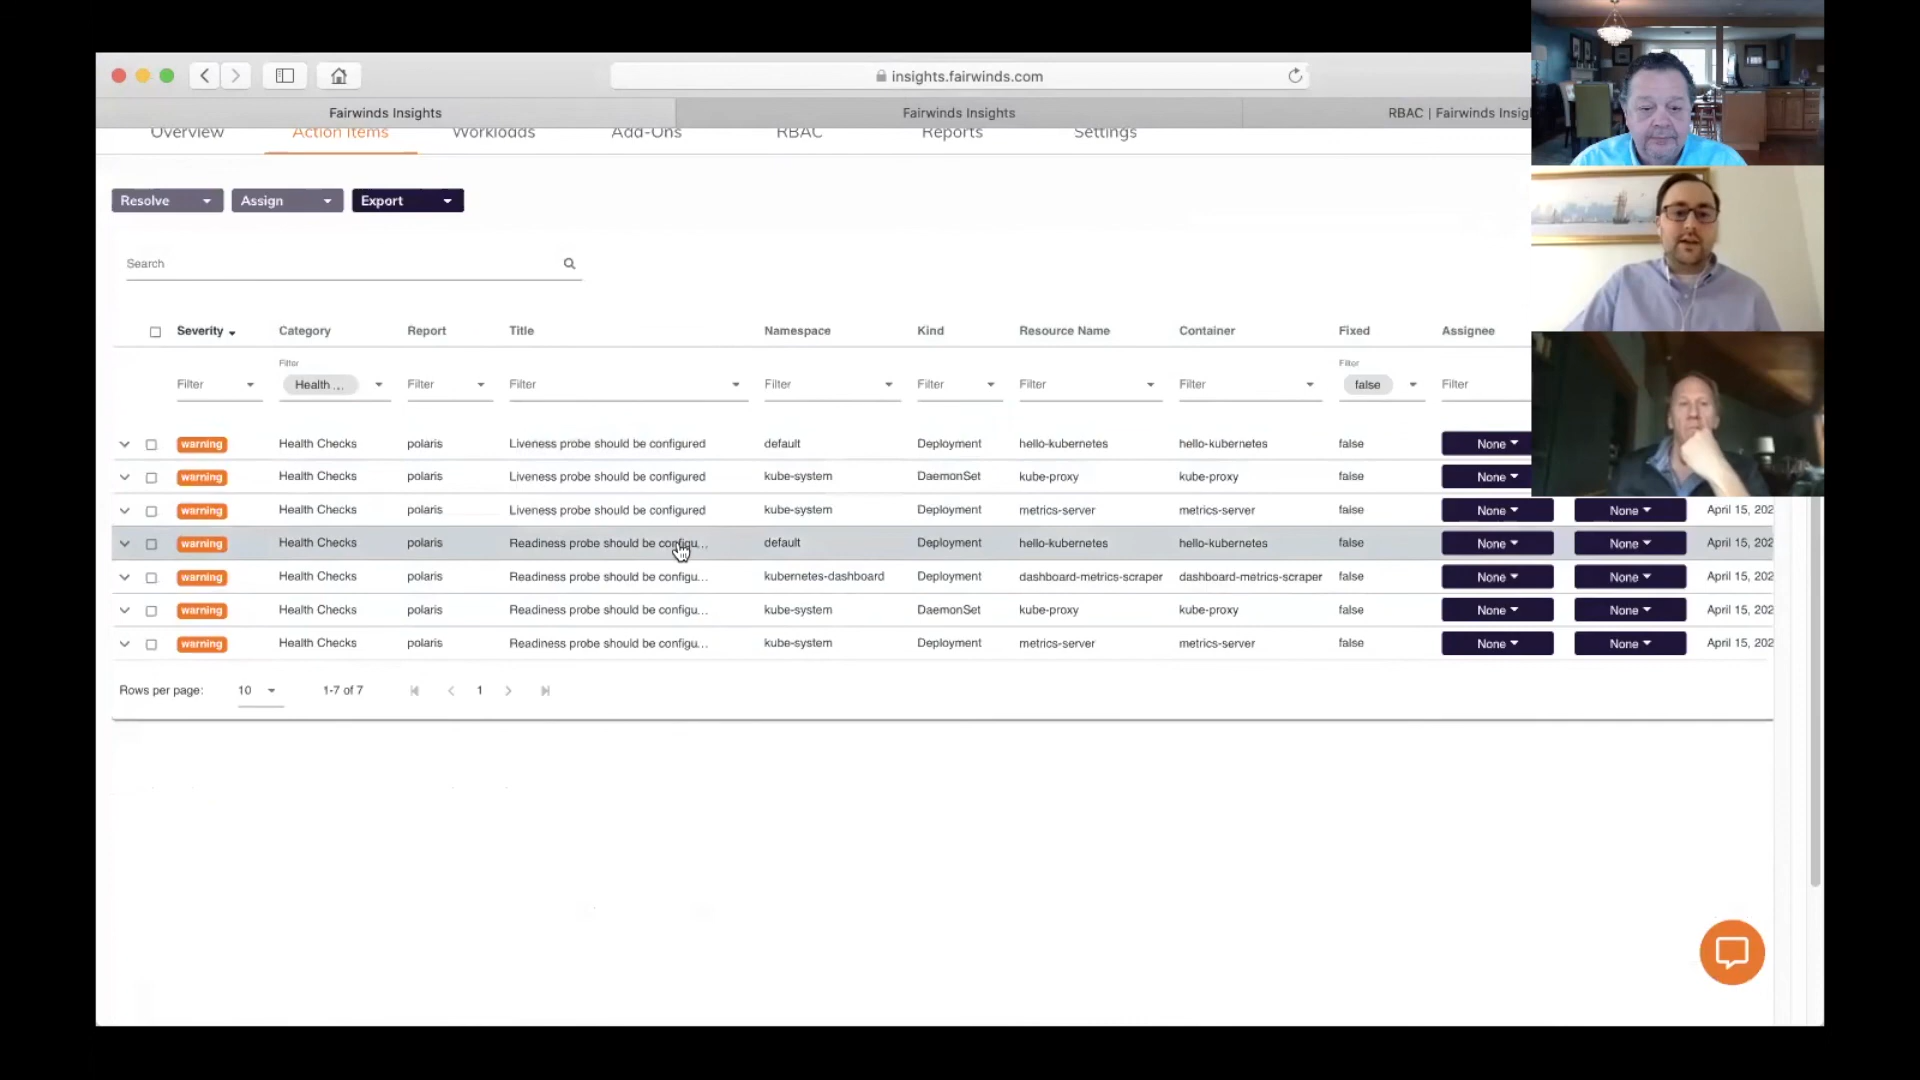 insights.fairwinds.com
Fairwinds Insights Fairwinds Insights RBAC | Fairwinds Insig
Overview Action Items Workloads Add-Ons RBAC Reports Settings
Resolve Assign Export
Search
Severity Category Report Title Namespace Kind Resource Name Container Fixed Assignee
Filter Filter
Filter Health ... Filter Filter Filter Filter Filter Filter false Filter
warning Health Checks polaris Liveness probe should be configured default Deployment hello-kubernetes hello-kubernetes false None
warning Health Checks polaris Liveness probe should be configured kube-system DaemonSet kube-proxy kube-proxy false None
warning Health Checks polaris Liveness probe should be configured kube-system Deployment metrics-server metrics-server false None None April 15, 202
warning Health Checks polaris Readiness probe should be configu... default Deployment hello-kubernetes hello-kubernetes false None None April 15, 202
warning Health Checks polaris Readiness probe should be configu... kubernetes-dashboard Deployment dashboard-metrics-scraper dashboard-metrics-scraper false None None April 15, 202
warning Health Checks polaris Readiness probe should be configu... kube-system DaemonSet kube-proxy kube-proxy false None None April 15, 202
warning Health Checks polaris Readiness probe should be configu... kube-system Deployment metrics-server metrics-server false None None April 15, 202
Rows per page: 10 1-7 of 7 1